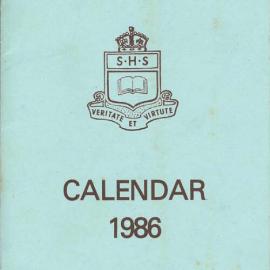 S·H·S
VERITATE ET VIRTUTE
CALENDAR
1986